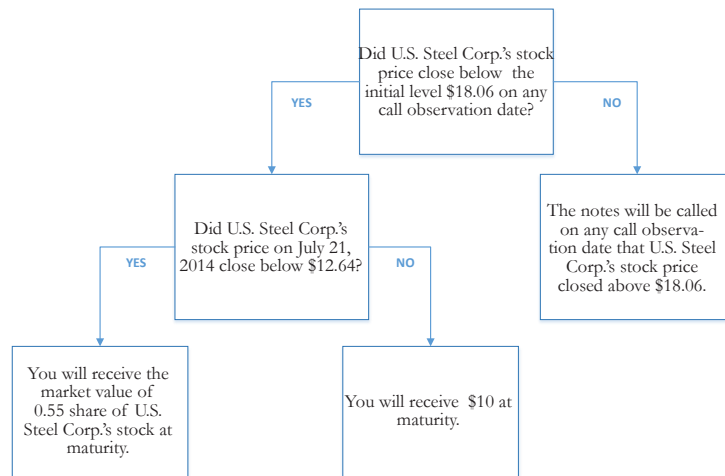 Did U.S. Steel Corp.'s stock
price close below the
initial level $18.06 on any
call observation date?
YES
NO
Did U.S. Steel Corp.'s
stock price on July 21,
2014 close below $12.64?
The notes will be called
on any call observa-
tion date that U.S. Steel
Corp.'s stock price
closed above $18.06.
YES
NO
You will receive the
market value of
0.55 share of U.S.
Steel Corp.'s stock at
maturity.
You will receive $10 at
maturity.